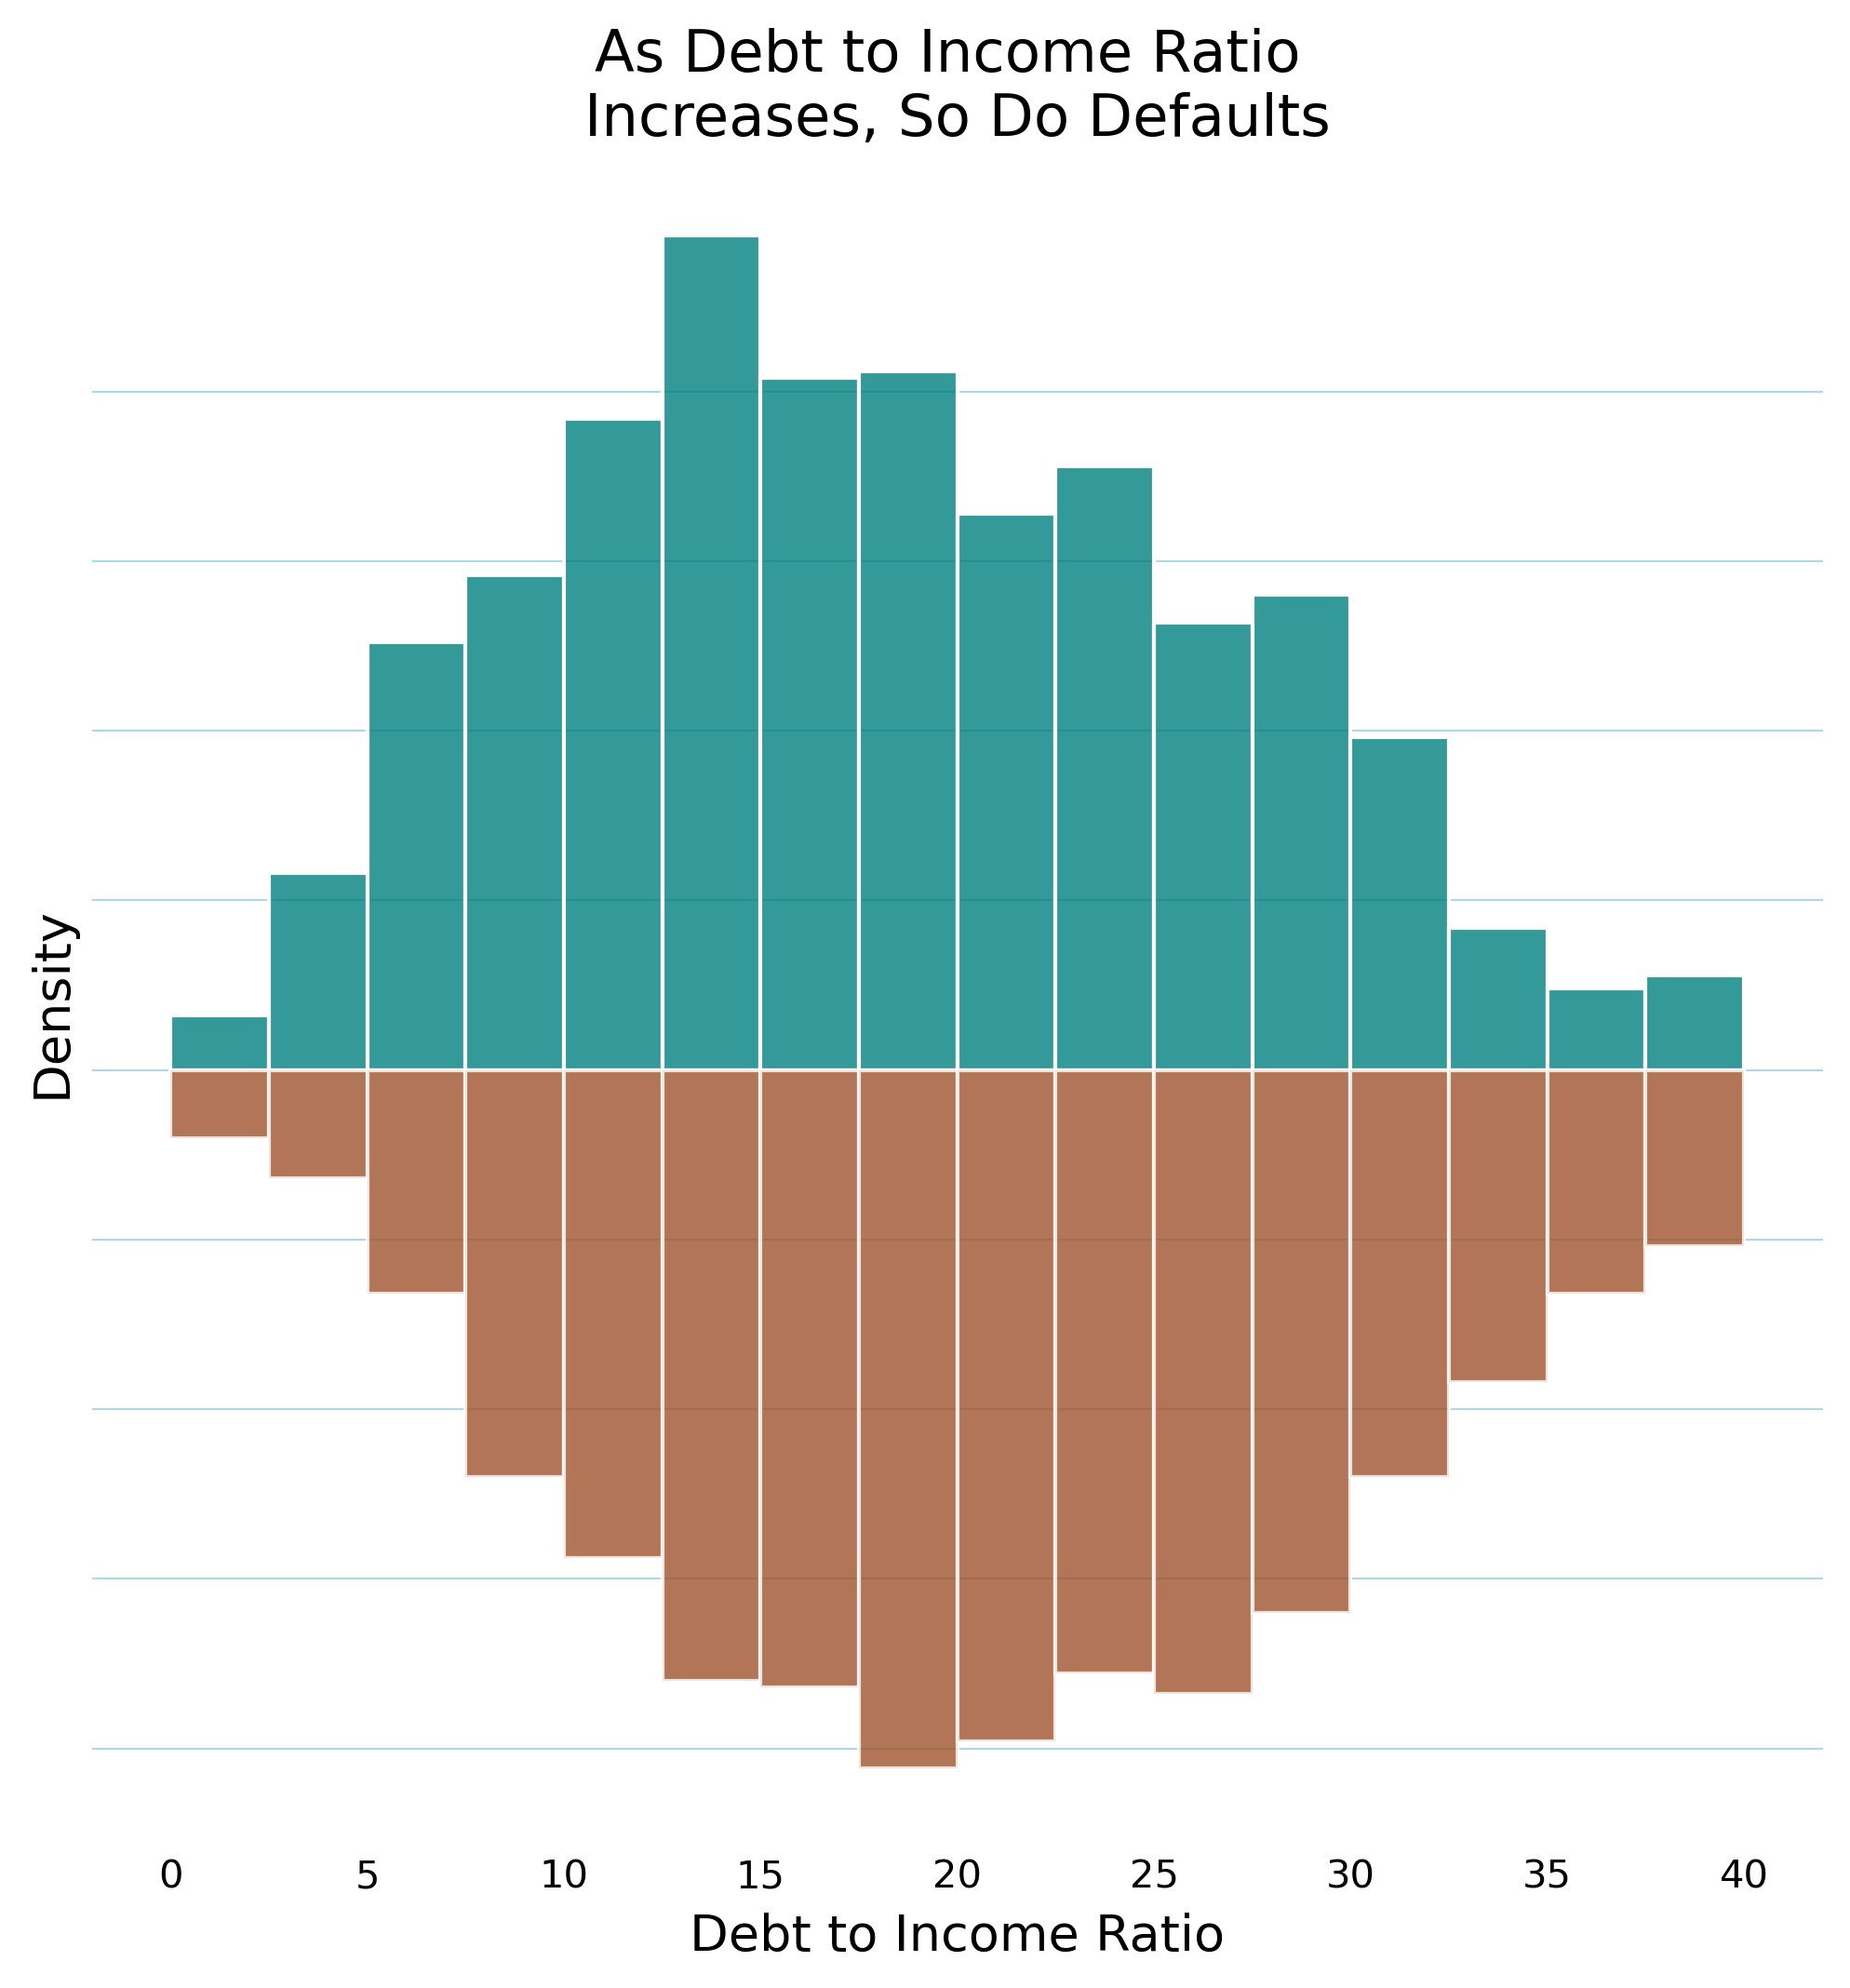 As Debt to Income Ratio
Increases, So Do Defaults
Density
0 5 10 15 20 25 30 35 40
Debt to Income Ratio